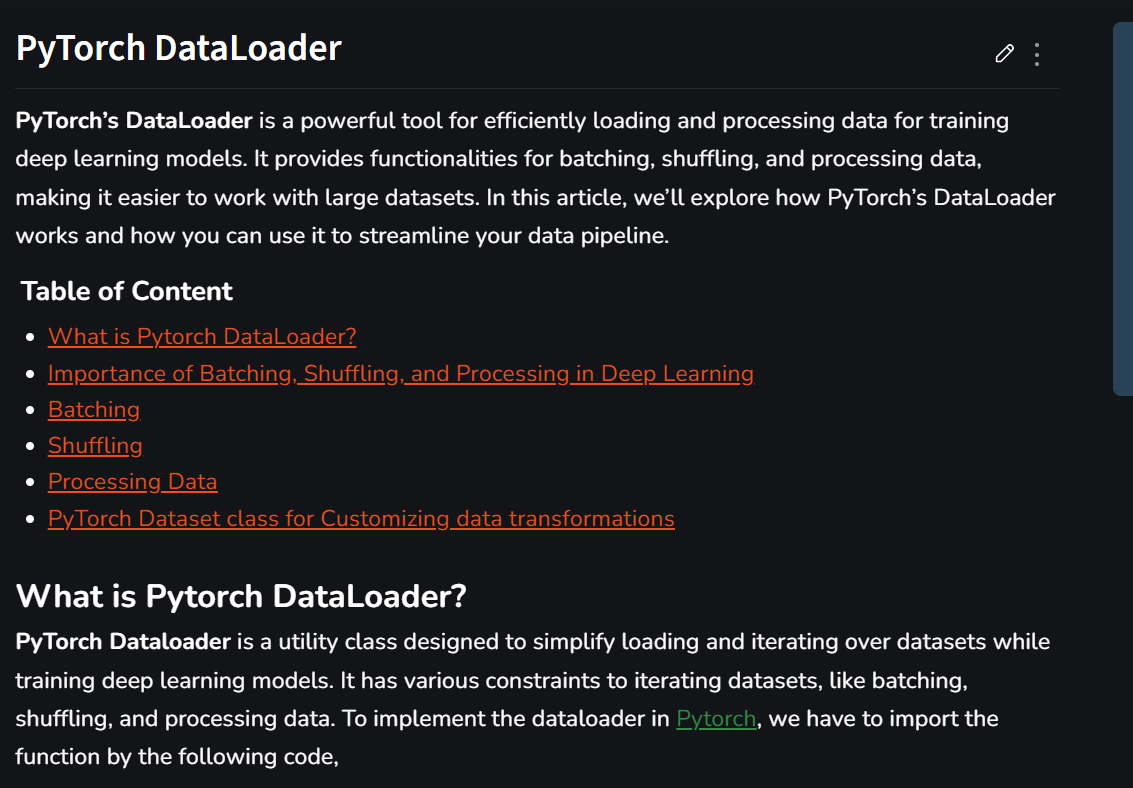 PyTorch DataLoader
PyTorch’s DataLoader is a powerful tool for efficiently loading and processing data for training
deep learning models. It provides functionalities for batching, shuffling, and processing data,
making it easier to work with large datasets. In this article, we’ll explore how PyTorch’s DataLoader
works and how you can use it to streamline your data pipeline.
Table of Content
What is Pytorch DataLoader?
Importance of Batching, Shuffling, and Processing in Deep Learning
Batching
Shuffling
Processing Data
PyTorch Dataset class for Customizing data transformations
What is Pytorch DataLoader?
PyTorch Dataloader is a utility class designed to simplify loading and iterating over datasets while
training deep learning models. It has various constraints to iterating datasets, like batching,
shuffling, and processing data. To implement the dataloader in Pytorch, we have to import the
function by the following code,